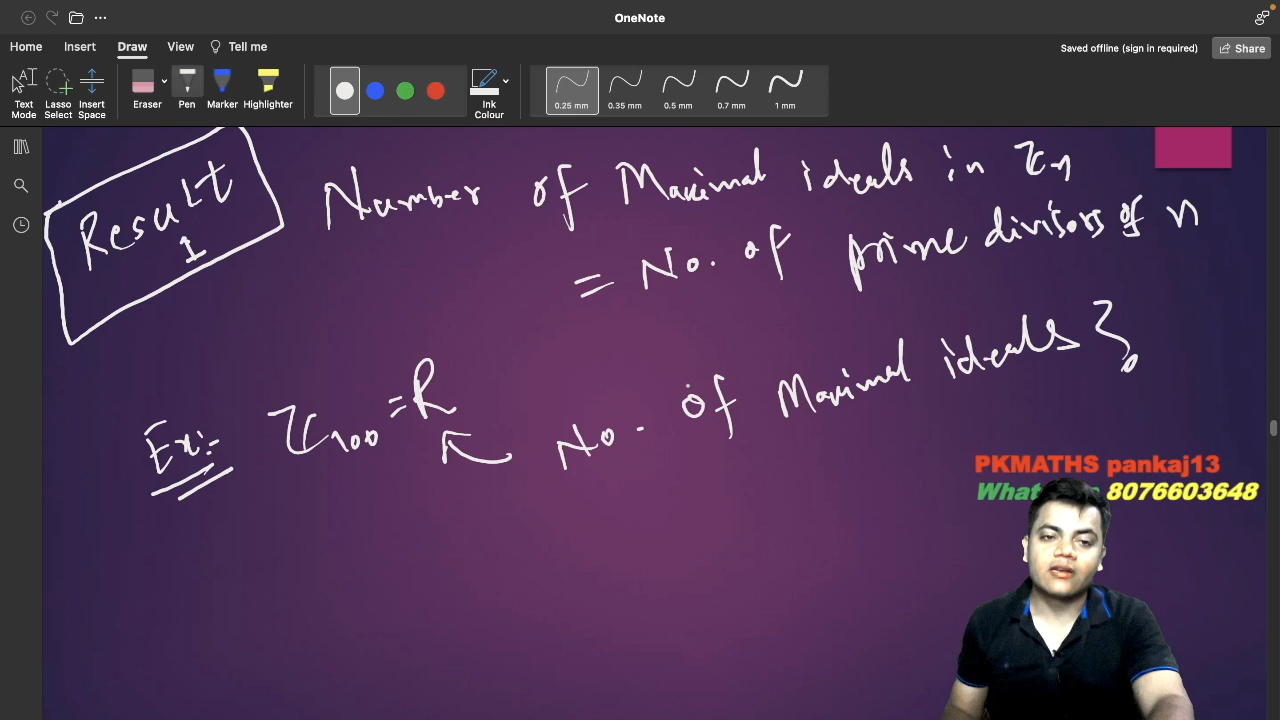 OneNote
Home Insert Draw View Tell me
Saved offline (sign in required) Share
Text Mode
Lasso Select
Insert Space
Eraser
Pen
Marker
Highlighter
Ink Colour
0.25 mm 0.35 mm 0.5 mm 0.7 mm 1 mm
Result 1
Number of Maximal ideals in ℤn
= No. of prime divisors of n
Ex:- ℤ100 = R No. of Maximal ideals ?
PKMATHS pankaj13
8076603648